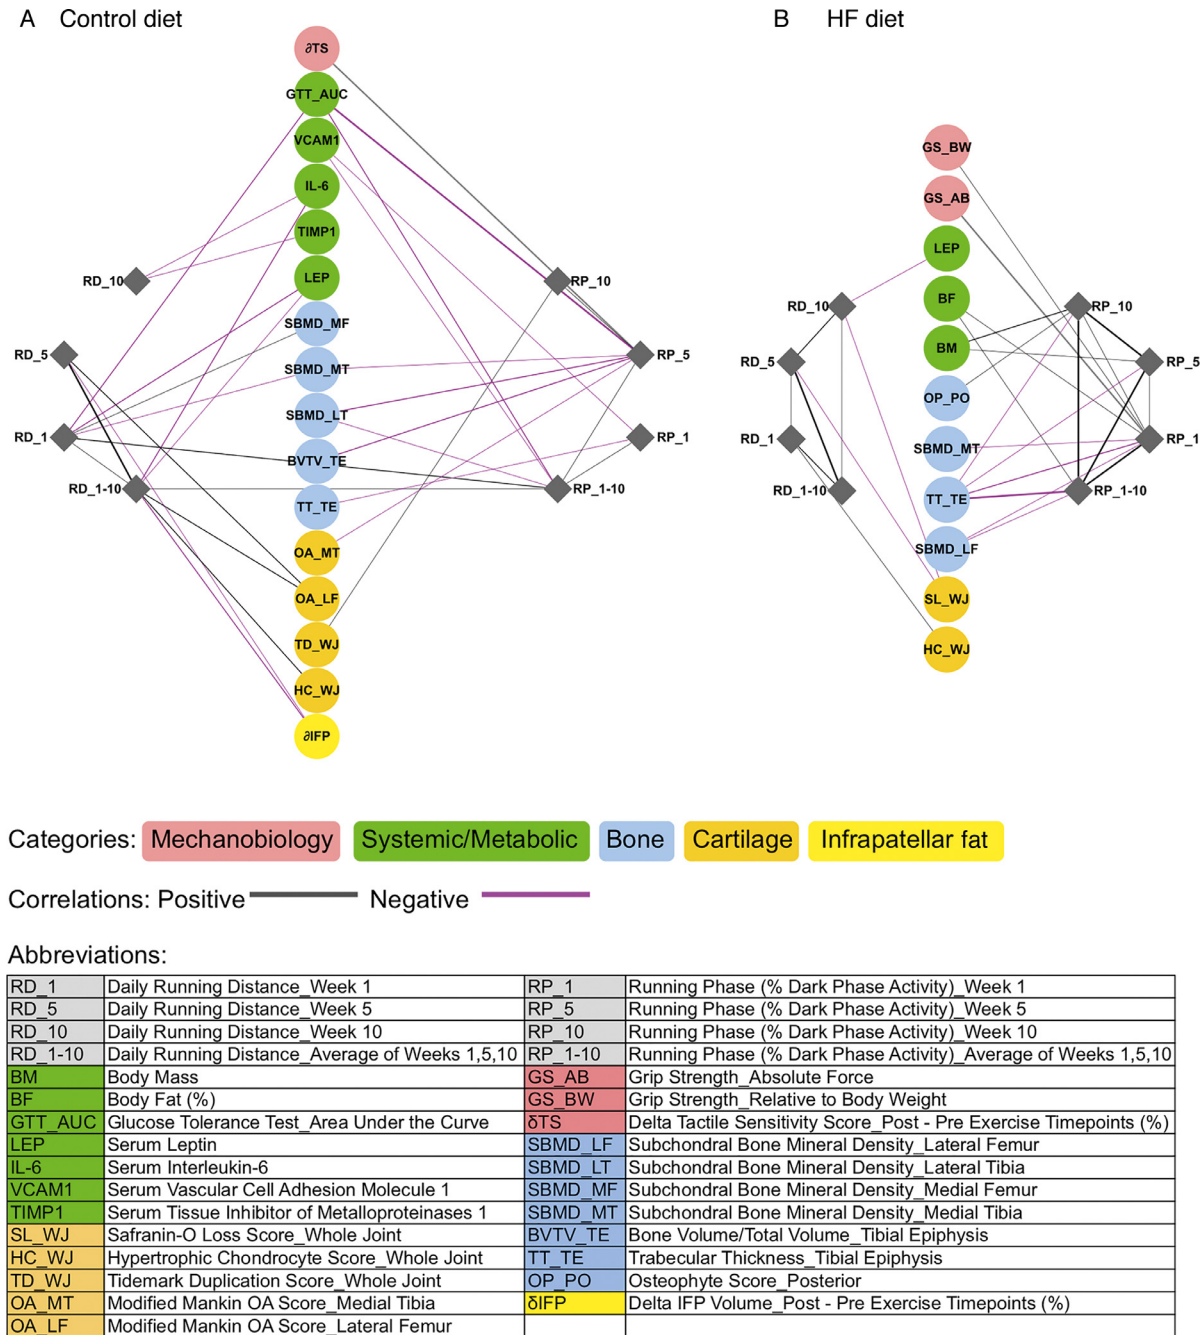 A Control diet
B HF diet
∂TS
GTT_AUC
VCAM1
IL-6
TIMP1
LEP
SBMD_MF
SBMD_MT
SBMD_LT
BVTV_TE
TT_TE
OA_MT
OA_LF
TD_WJ
HC_WJ
∂IFP
RD_10
RD_5
RD_1
RD_1-10
RP_10
RP_5
RP_1
RP_1-10
GS_BW
GS_AB
LEP
BF
BM
OP_PO
SBMD_MT
TT_TE
SBMD_LF
SL_WJ
HC_WJ
RD_10
RD_5
RD_1
RD_1-10
RP_10
RP_5
RP_1
RP_1-10
Categories: Mechanobiology Systemic/Metabolic Bone Cartilage Infrapatellar fat
Correlations: Positive Negative
Abbreviations:
RD_1 Daily Running Distance_Week 1 RP_1 Running Phase (% Dark Phase Activity)_Week 1
RD_5 Daily Running Distance_Week 5 RP_5 Running Phase (% Dark Phase Activity)_Week 5
RD_10 Daily Running Distance_Week 10 RP_10 Running Phase (% Dark Phase Activity)_Week 10
RD_1-10 Daily Running Distance_Average of Weeks 1,5,10 RP_1-10 Running Phase (% Dark Phase Activity)_Average of Weeks 1,5,10
BM Body Mass GS_AB Grip Strength_Absolute Force
BF Body Fat (%) GS_BW Grip Strength_Relative to Body Weight
GTT_AUC Glucose Tolerance Test_Area Under the Curve δTS Delta Tactile Sensitivity Score_Post - Pre Exercise Timepoints (%)
LEP Serum Leptin SBMD_LF Subchondral Bone Mineral Density_Lateral Femur
IL-6 Serum Interleukin-6 SBMD_LT Subchondral Bone Mineral Density_Lateral Tibia
VCAM1 Serum Vascular Cell Adhesion Molecule 1 SBMD_MF Subchondral Bone Mineral Density_Medial Femur
TIMP1 Serum Tissue Inhibitor of Metalloproteinases 1 SBMD_MT Subchondral Bone Mineral Density_Medial Tibia
SL_WJ Safranin-O Loss Score_Whole Joint BVTV_TE Bone Volume/Total Volume_Tibial Epiphysis
HC_WJ Hypertrophic Chondrocyte Score_Whole Joint TT_TE Trabecular Thickness_Tibial Epiphysis
TD_WJ Tidemark Duplication Score_Whole Joint OP_PO Osteophyte Score_Posterior
OA_MT Modified Mankin OA Score_Medial Tibia δIFP Delta IFP Volume_Post - Pre Exercise Timepoints (%)
OA_LF Modified Mankin OA Score_Lateral Femur